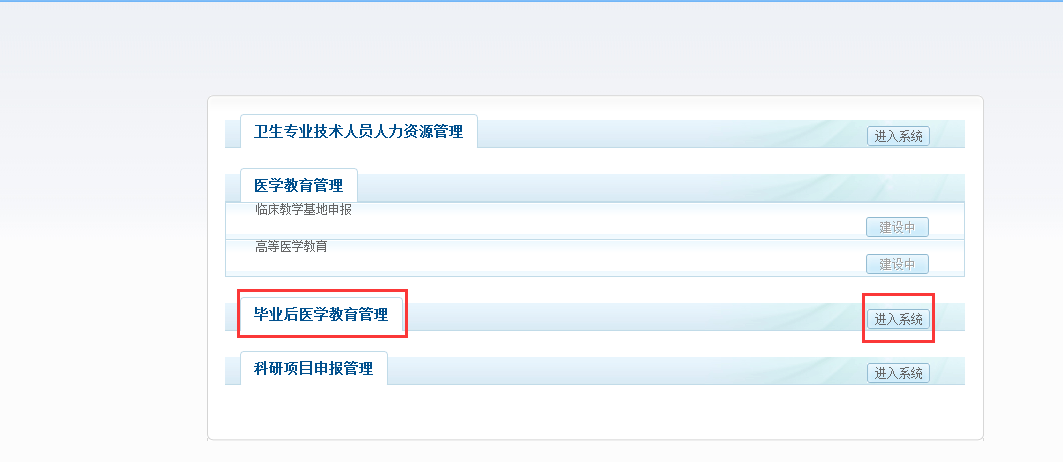 卫生专业技术人员人力资源管理
进入系统
医学教育管理
临床教学基地申报
建设中
高等医学教育
建设中
毕业后医学教育管理
进入系统
科研项目申报管理
进入系统